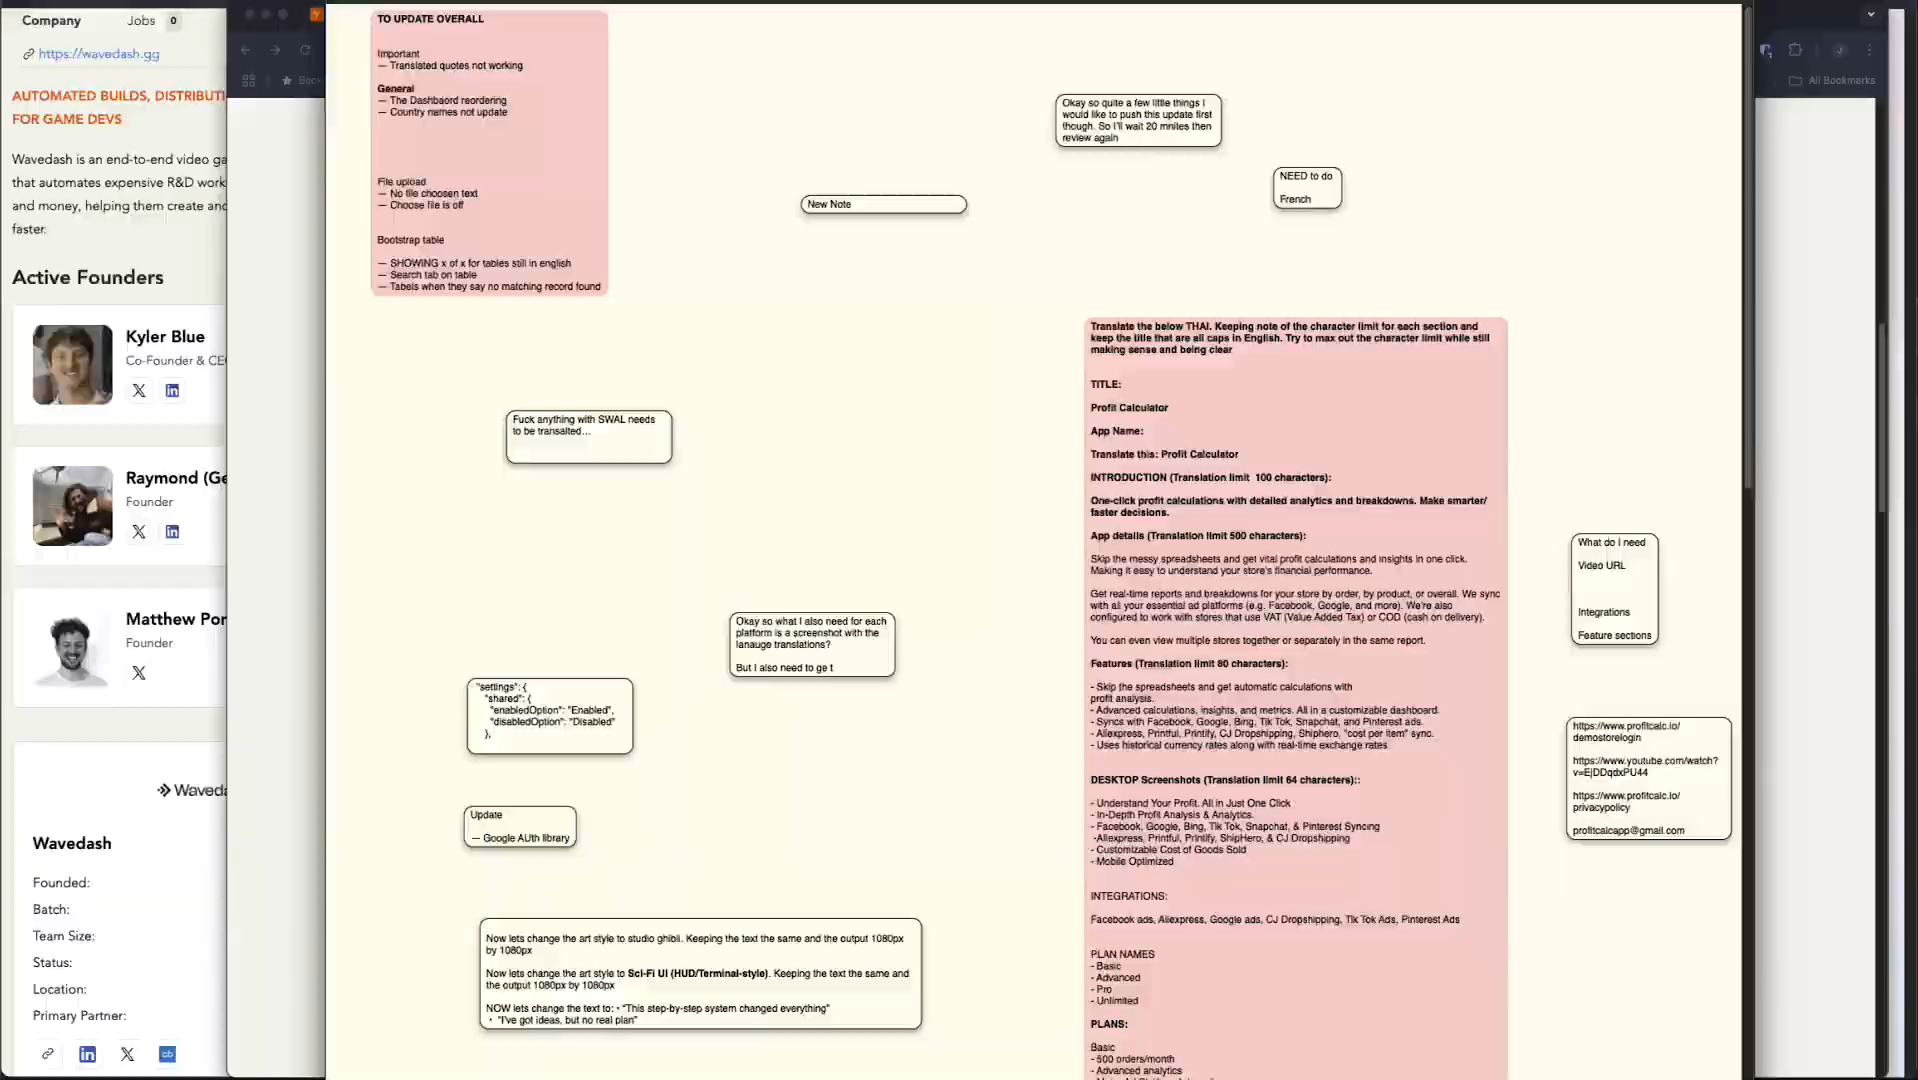 Company
Jobs
0
https://wavedash.gg
AUTOMATED BUILDS, DISTRIBUTI
FOR GAME DEVS
Wavedash is an end-to-end video ga
that automates expensive R&D work
and money, helping them create and
faster.
Active Founders
Kyler Blue
Co-Founder & CE
Raymond (Ge
Founder
Matthew Por
Founder
Waveda
Wavedash
Founded:
Batch:
Team Size:
Status:
Location:
Primary Partner:
cb
Y
Boo
TO UPDATE OVERALL
Important
— Translated quotes not working
General
— The Dashbaord reordering
— Country names not update
File upload
— No file choosen text
— Choose file is off
Bootstrap table
— SHOWING x of x for tables still in english
— Search tab on table
— Tabels when they say no matching record found
New Note
Okay so quite a few little things I
would like to push this update first
though. So I'll wait 20 mnites then
review again
NEED to do
French
Fuck anything with SWAL needs
to be transalted...
Okay so what I also need for each
platform is a screenshot with the
lanauge translations?
But I also need to ge t
"settings": {
"shared": {
"enabledOption": "Enabled",
"disabledOption": "Disabled"
},
Update
— Google AUth library
Now lets change the art style to studio ghibli. Keeping the text the same and the output 1080px
by 1080px
Now lets change the art style to Sci-Fi UI (HUD/Terminal-style). Keeping the text the same and
the output 1080px by 1080px
NOW lets change the text to: • "This step-by-step system changed everything"
• "I've got ideas, but no real plan"
Translate the below THAI. Keeping note of the character limit for each section and
keep the title that are all caps in English. Try to max out the character limit while still
making sense and being clear
TITLE:
Profit Calculator
App Name:
Translate this: Profit Calculator
INTRODUCTION (Translation limit 100 characters):
One-click profit calculations with detailed analytics and breakdowns. Make smarter/
faster decisions.
App details (Translation limit 500 characters):
Skip the messy spreadsheets and get vital profit calculations and insights in one click.
Making it easy to understand your store's financial performance.
Get real-time reports and breakdowns for your store by order, by product, or overall. We sync
with all your essential ad platforms (e.g. Facebook, Google, and more). We're also
configured to work with stores that use VAT (Value Added Tax) or COD (cash on delivery).
You can even view multiple stores together or separately in the same report.
Features (Translation limit 80 characters):
- Skip the spreadsheets and get automatic calculations with
profit analysis.
- Advanced calculations, insights, and metrics. All in a customizable dashboard.
- Syncs with Facebook, Google, Bing, Tik Tok, Snapchat, and Pinterest ads.
- Aliexpress, Printful, Printify, CJ Dropshipping, Shiphero, "cost per item" sync.
- Uses historical currency rates along with real-time exchange rates
DESKTOP Screenshots (Translation limit 64 characters)::
- Understand Your Profit. All in Just One Click
- In-Depth Profit Analysis & Analytics.
- Facebook, Google, Bing, Tik Tok, Snapchat, & Pinterest Syncing
-Aliexpress, Printful, Printify, ShipHero, & CJ Dropshipping
- Customizable Cost of Goods Sold
- Mobile Optimized
INTEGRATIONS:
Facebook ads, Aliexpress, Google ads, CJ Dropshipping, Tik Tok Ads, Pinterest Ads
PLAN NAMES
- Basic
- Advanced
- Pro
- Unlimited
PLANS:
Basic
- 500 orders/month
- Advanced analytics
What do I need
Video URL
Integrations
Feature sections
https://www.profitcalc.io/
demostorelogin
https://www.youtube.com/watch?
v=EjDDqdxPU44
https://www.profitcalc.io/
privacypolicy
profitcalcapp@gmail.com
J
All Bookmarks